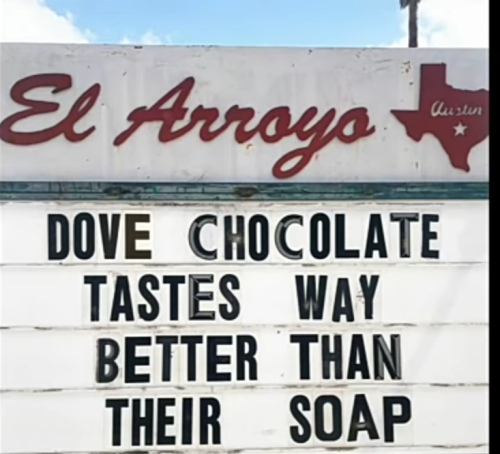 El Arroyo
Austin
DOVE CHOCOLATE
TASTES WAY
BETTER THAN
THEIR SOAP